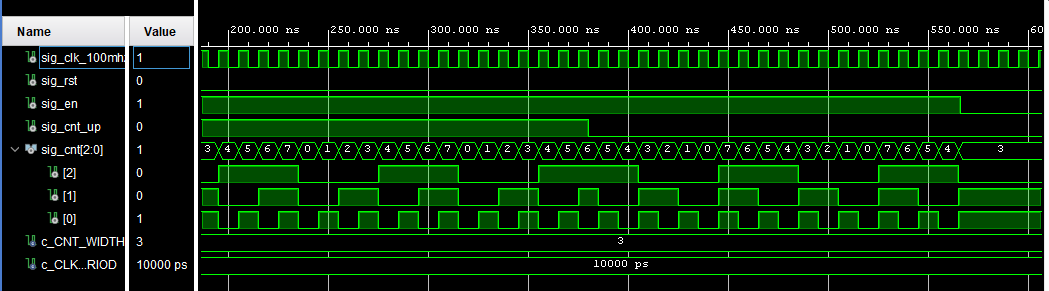 Name Value
200.000 ns 250.000 ns 300.000 ns 350.000 ns 400.000 ns 450.000 ns 500.000 ns 550.000 ns 60
sig_clk_100mhz 1
sig_rst 0
sig_en 1
sig_cnt_up 0
sig_cnt[2:0] 1 3 4 5 6 7 0 1 2 3 4 5 6 7 0 1 2 3 4 5 6 5 4 3 2 1 0 7 6 5 4 3 2 1 0 7 6 5 4 3
[2] 0
[1] 0
[0] 1
c_CNT_WIDTH 3 3
c_CLK...RIOD 10000 ps 10000 ps